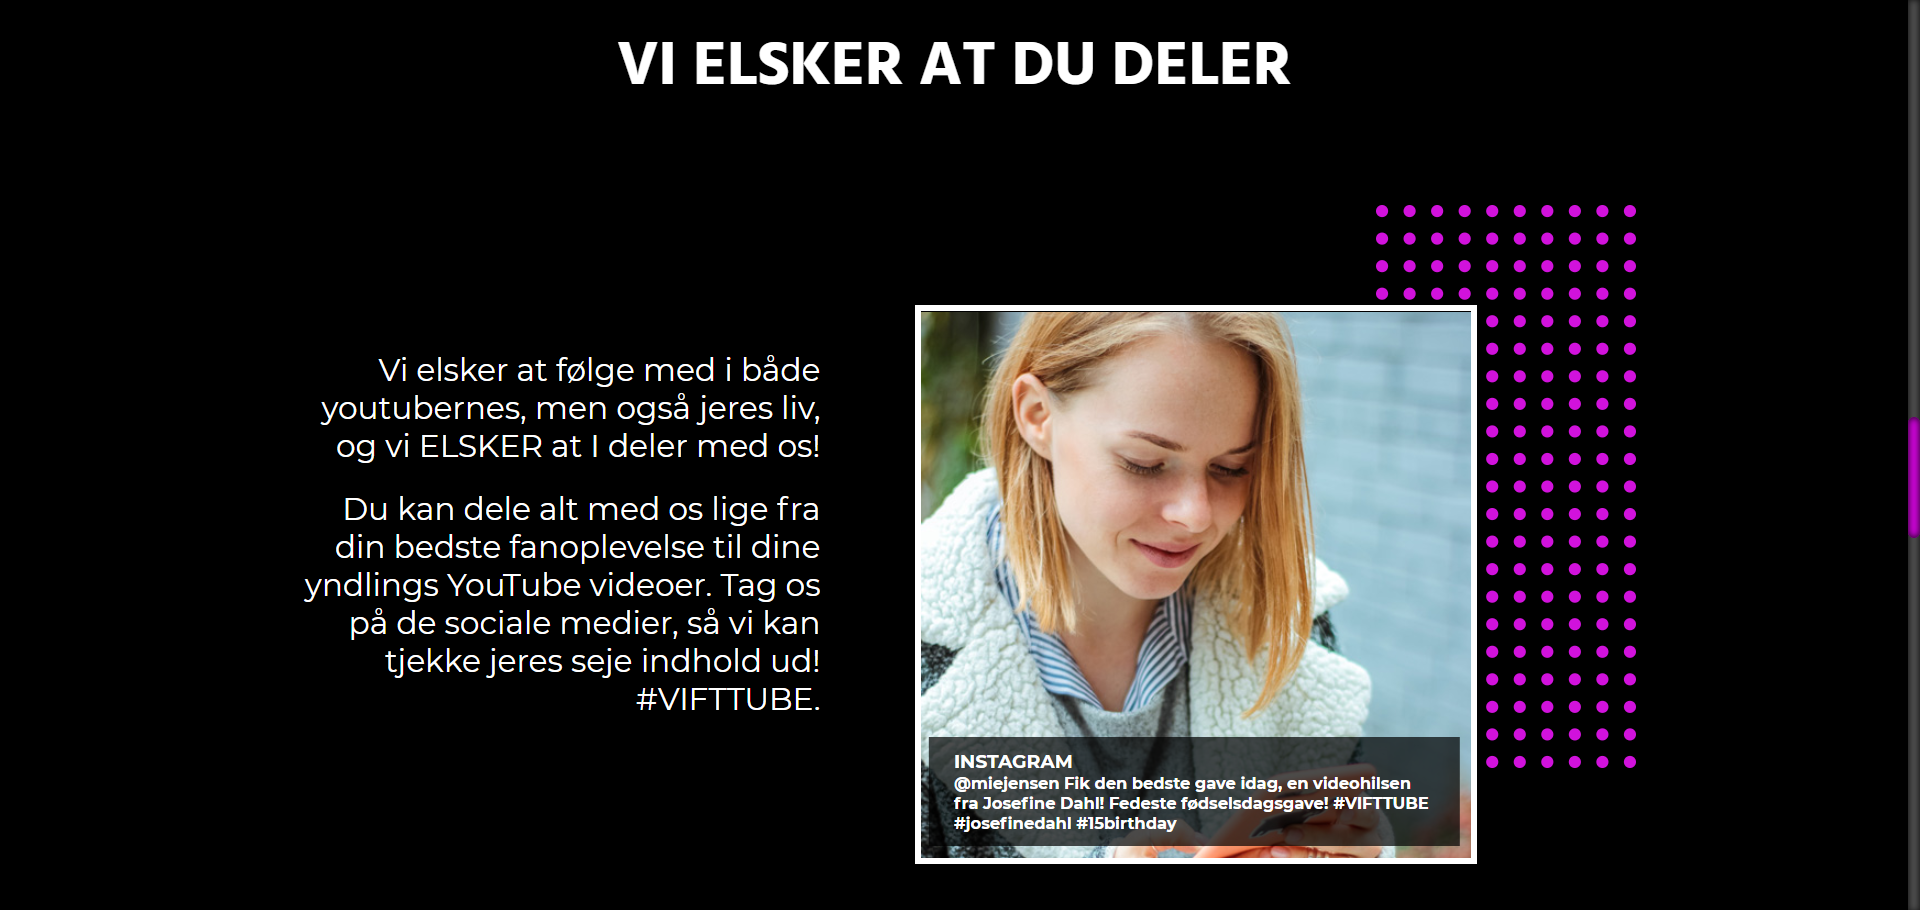 VI ELSKER AT DU DELER
Vi elsker at følge med i både
youtubernes, men også jeres liv,
og vi ELSKER at I deler med os!
Du kan dele alt med os lige fra
din bedste fanoplevelse til dine
yndlings YouTube videoer. Tag os
på de sociale medier, så vi kan
tjekke jeres seje indhold ud!
#VIFTTUBE.
INSTAGRAM
@miejensen Fik den bedste gave idag, en videohilsen
fra Josefine Dahl! Fedeste fødselsdagsgave! #VIFTTUBE
#josefinedahl #15birthday